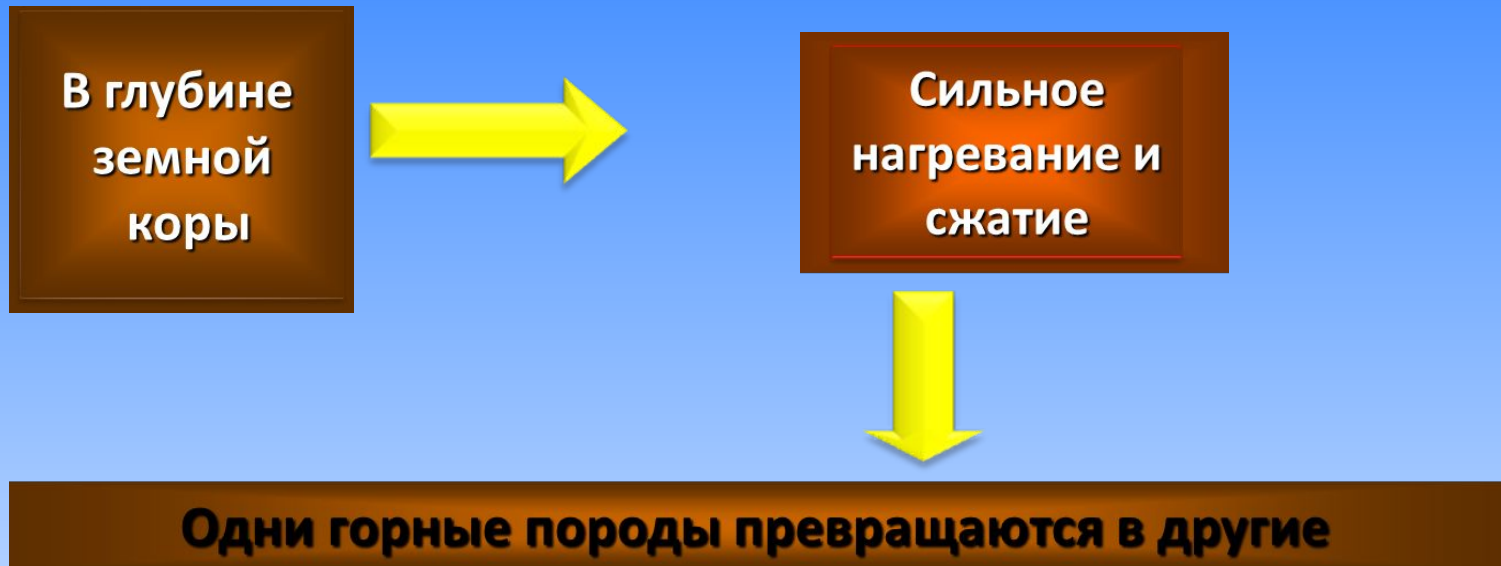 В глубине
земной
коры
Сильное
нагревание и
сжатие
Одни горные породы превращаются в другие